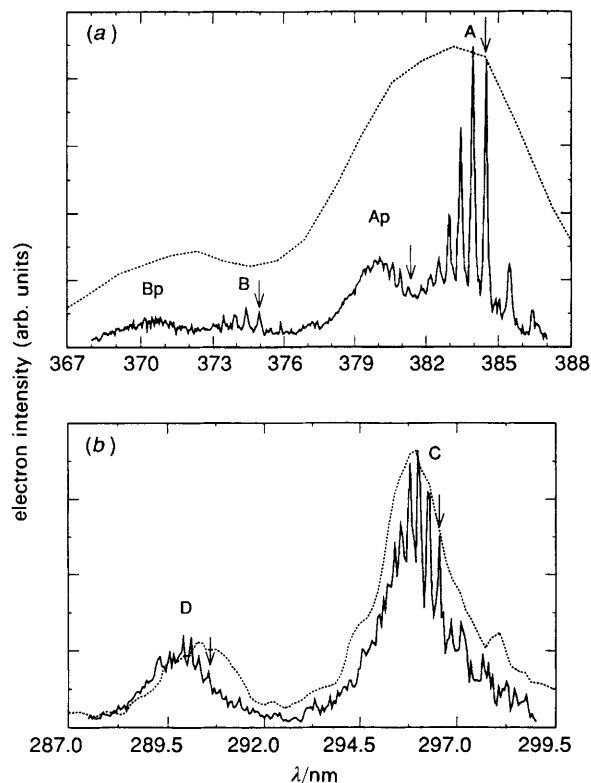 (a)
A
Ap
Bp
B
367 370 373 376 379 382 385 388
electron intensity (arb. units)
(b)
C
D
287.0 289.5 292.0 294.5 297.0 299.5
λ/nm